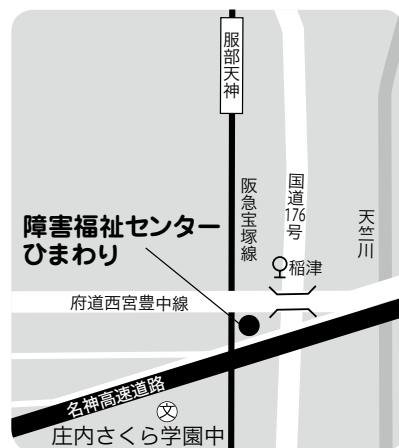 服部天神
阪急宝塚線
国道176号
天竺川
障害福祉センター
ひまわり
稲津
府道西宮豊中線
名神高速道路
文
庄内さくら学園中